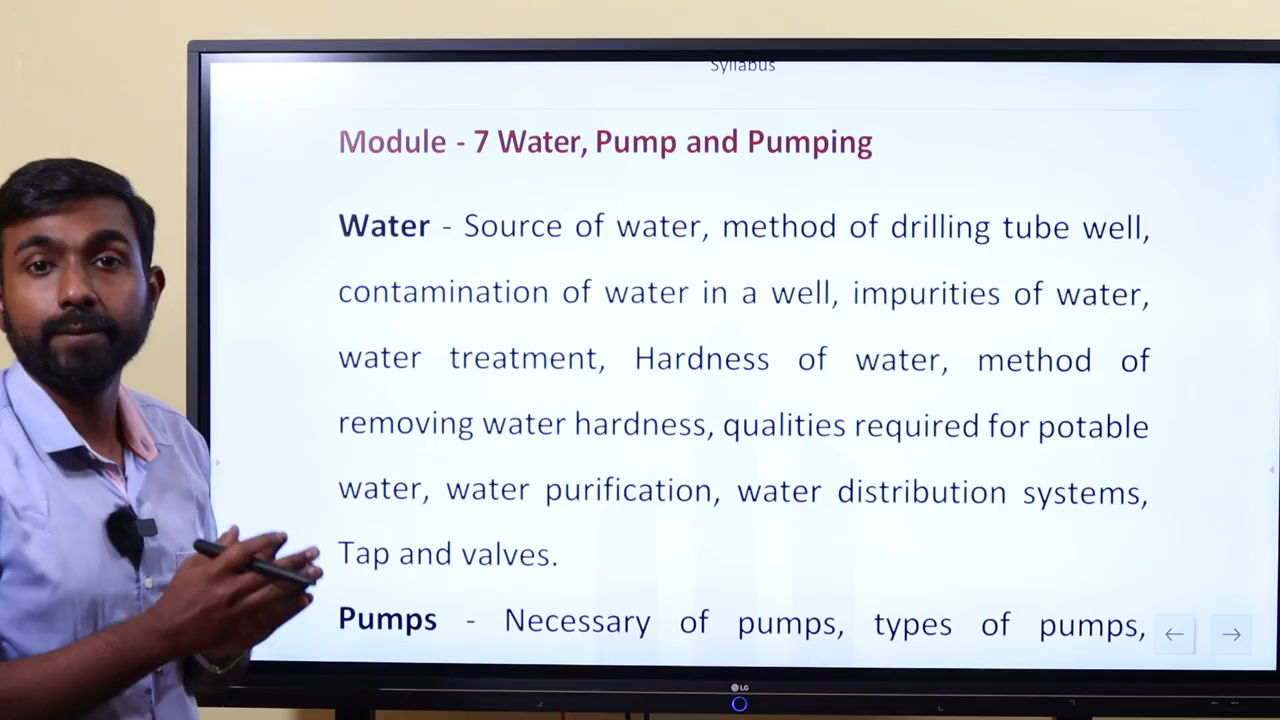 Syllabus
Module - 7 Water, Pump and Pumping
Water - Source of water, method of drilling tube well,
contamination of water in a well, impurities of water,
water treatment, Hardness of water, method of
removing water hardness, qualities required for potable
water, water purification, water distribution systems,
Tap and valves.
Pumps - Necessary of pumps, types of pumps,
LG